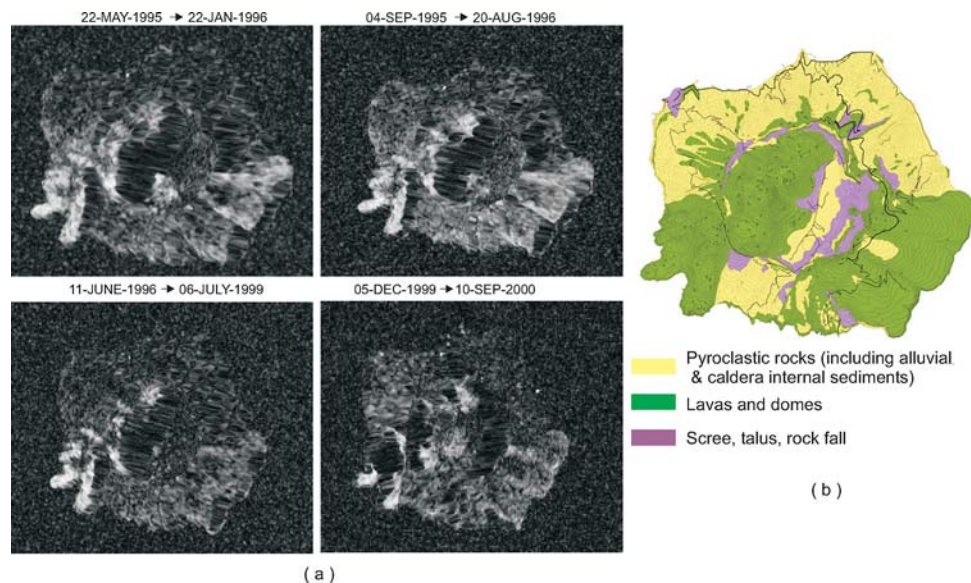 22-MAY-1995 → 22-JAN-1996
04-SEP-1995 → 20-AUG-1996
11-JUNE-1996 → 06-JULY-1999
05-DEC-1999 → 10-SEP-2000
Pyroclastic rocks (including alluvial
& caldera internal sediments)
Lavas and domes
Scree, talus, rock fall
( b )
( a )